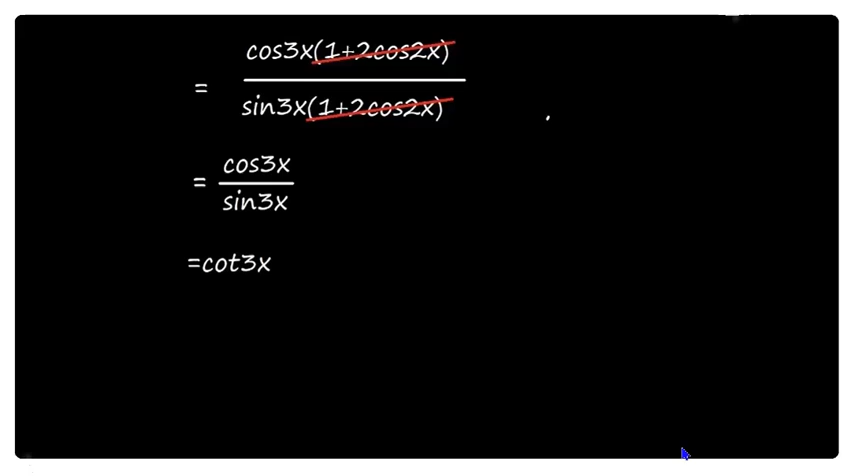 = cos3x(1+2cos2x)
sin3x(1+2cos2x)
= cos3x
sin3x
=cot3x